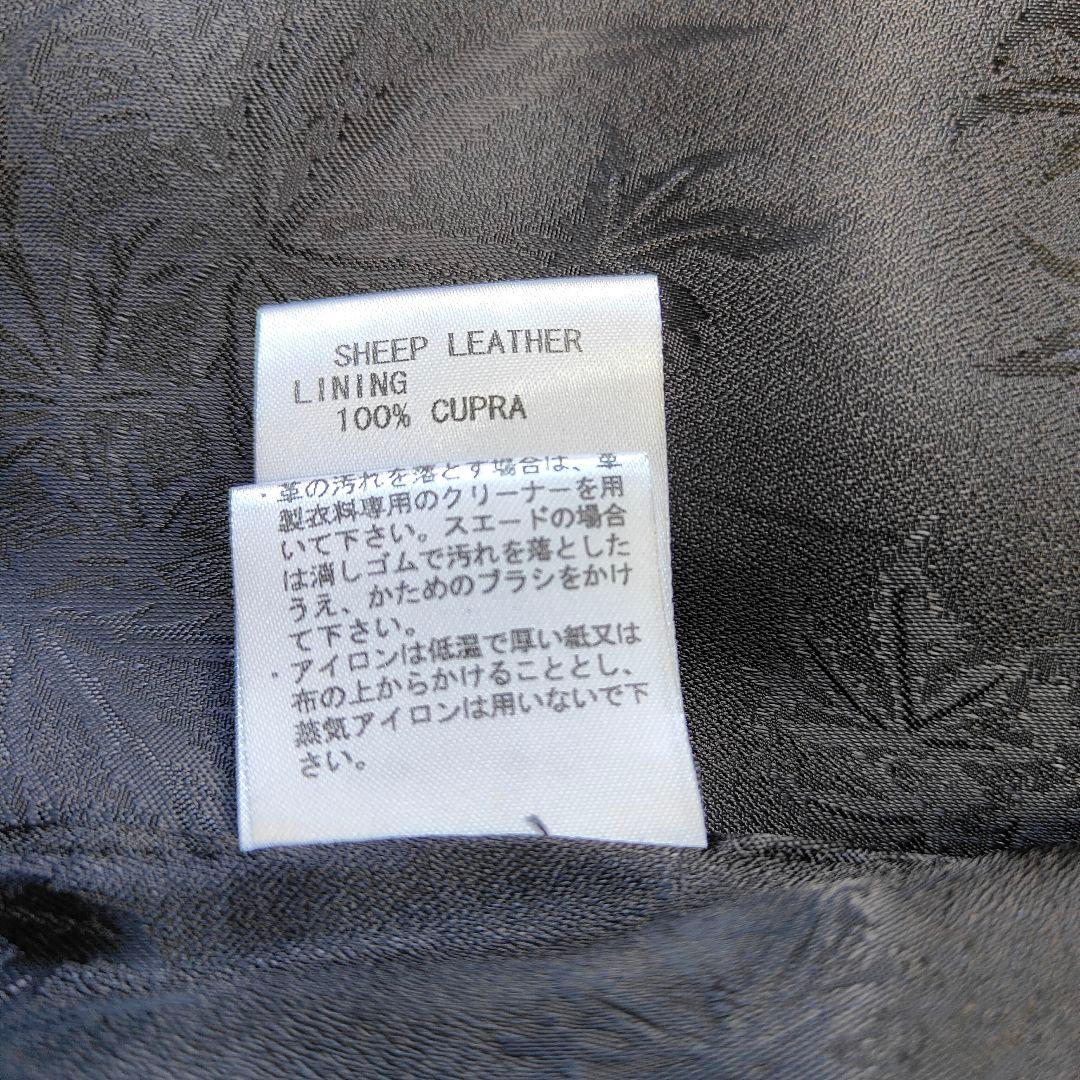 SHEEP LEATHER
LINING
100% CUPRA
・革の汚れを落とす場合は、革
製衣料専用のクリーナーを用
いて下さい。スエードの場合
は消しゴムで汚れを落とした
うえ、かためのブラシをかけ
て下さい。
・アイロンは低温で厚い紙又は
布の上からかけることとし、
蒸気アイロンは用いないで下
さい。